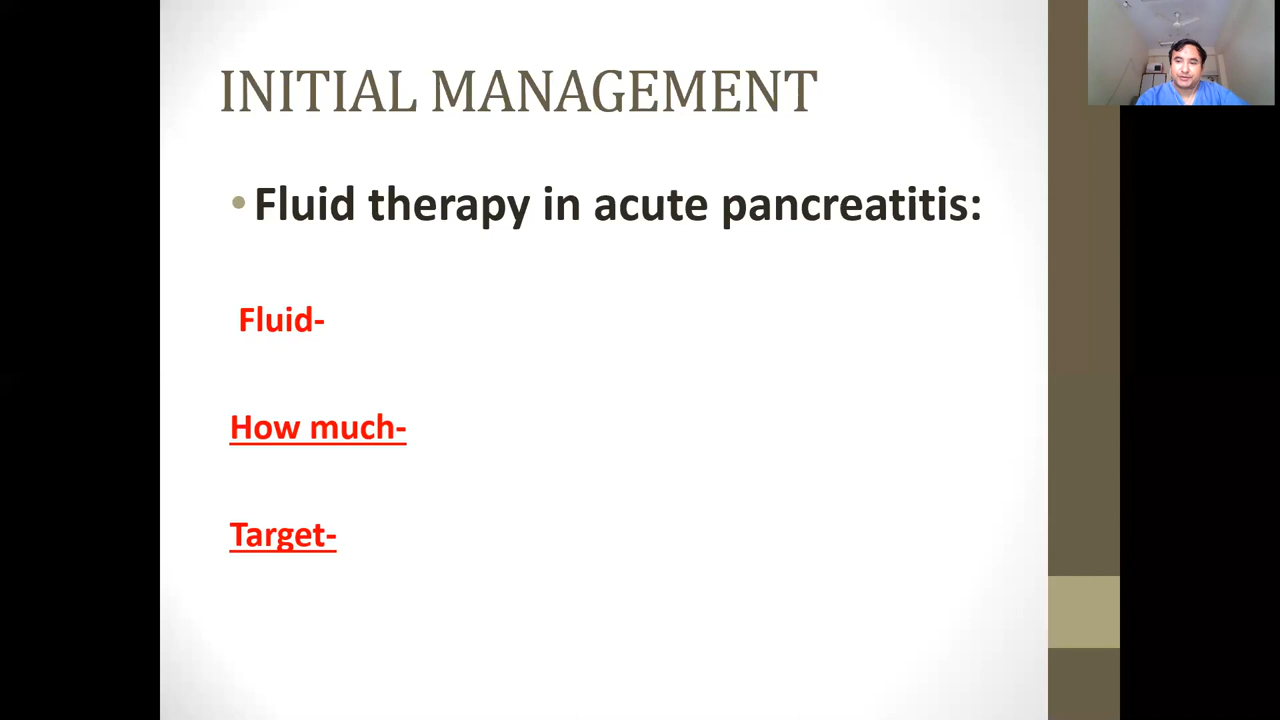 INITIAL MANAGEMENT
• Fluid therapy in acute pancreatitis:
Fluid-
How much-
Target-